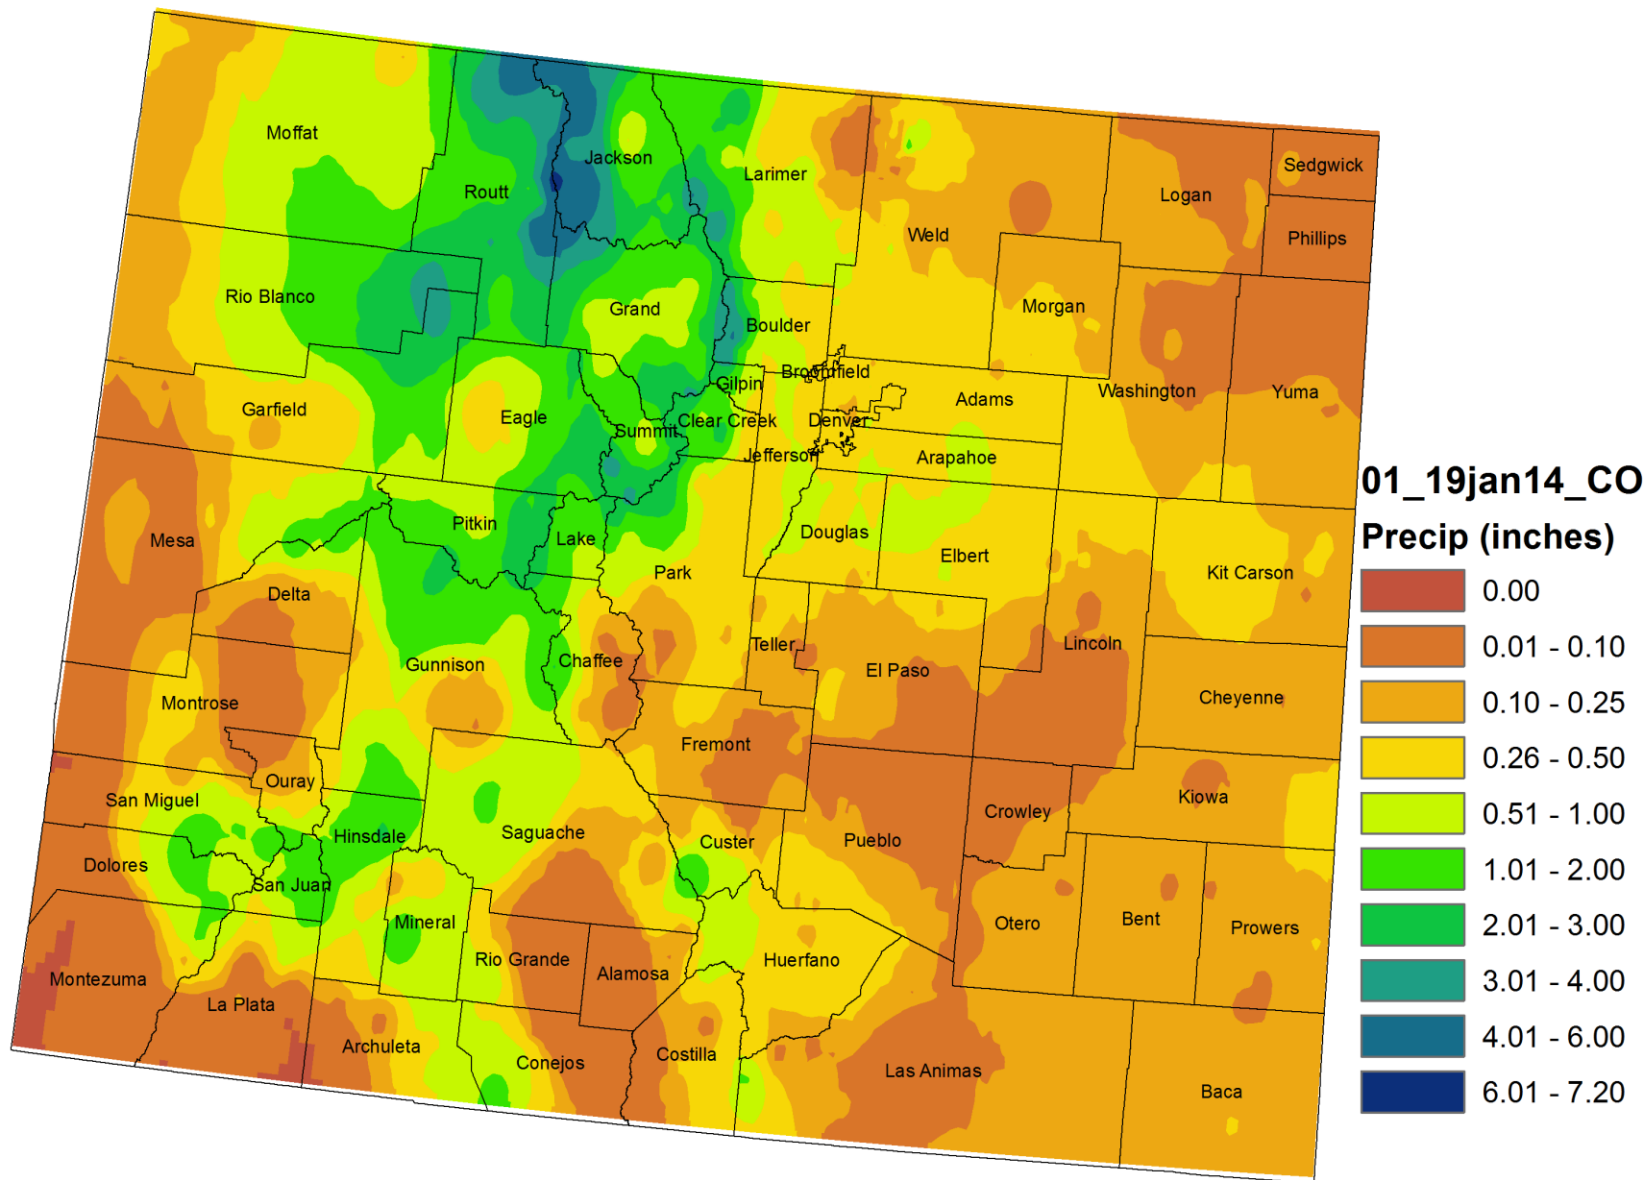 Moffat
Jackson
Routt
Larimer
Logan
Sedgwick
Phillips
Weld
Rio Blanco
Grand
Boulder
Morgan
Broomfield
Gilpin
Washington
Yuma
Garfield
Eagle
Summit
Clear Creek
Denver
Adams
Jefferson
Arapahoe
Mesa
Pitkin
Lake
Douglas
Elbert
Park
Kit Carson
Delta
Gunnison
Chaffee
Teller
El Paso
Lincoln
Montrose
Cheyenne
Fremont
Ouray
San Miguel
Hinsdale
Saguache
Custer
Pueblo
Crowley
Kiowa
Dolores
San Juan
Mineral
Otero
Bent
Prowers
Montezuma
La Plata
Rio Grande
Alamosa
Huerfano
Archuleta
Conejos
Costilla
Las Animas
Baca
01_19jan14_CO
Precip (inches)
0.00
0.01 - 0.10
0.10 - 0.25
0.26 - 0.50
0.51 - 1.00
1.01 - 2.00
2.01 - 3.00
3.01 - 4.00
4.01 - 6.00
6.01 - 7.20